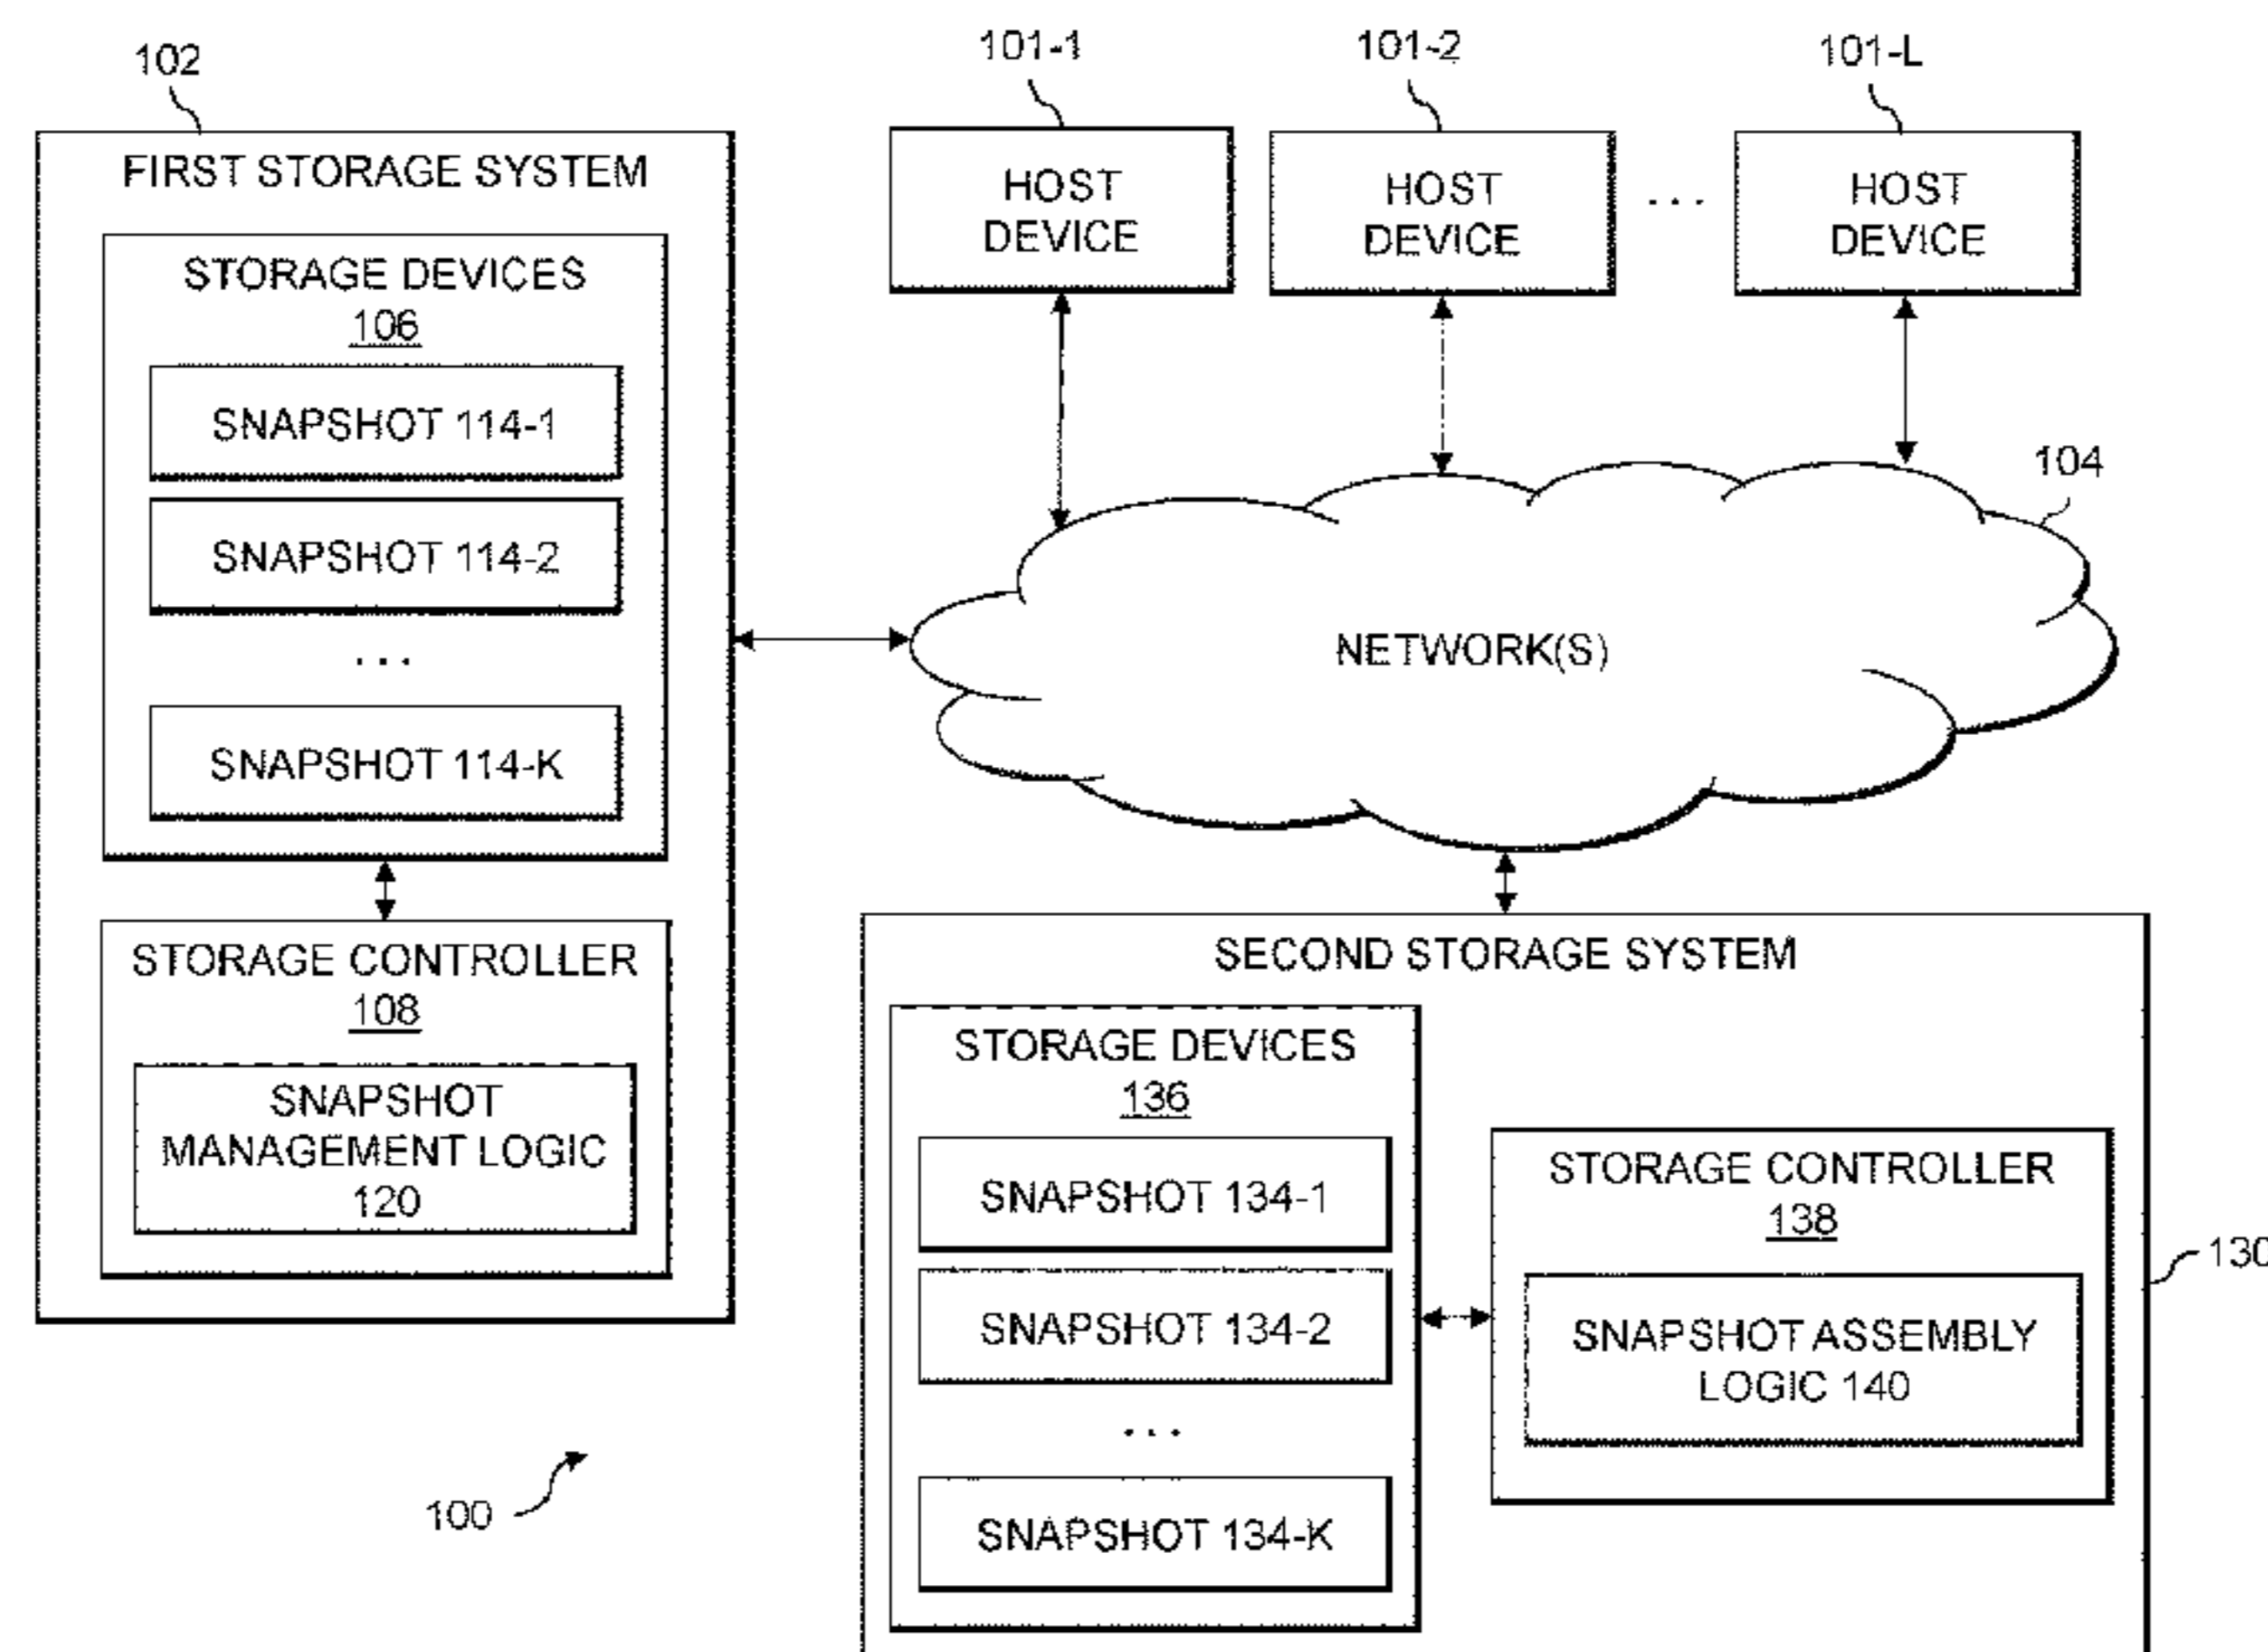 102
FIRST STORAGE SYSTEM
STORAGE DEVICES
106
SNAPSHOT 114-1
SNAPSHOT 114-2
...
SNAPSHOT 114-K
STORAGE CONTROLLER
108
SNAPSHOT
MANAGEMENT LOGIC
120
101-1
HOST
DEVICE
101-2
HOST
DEVICE
...
101-L
HOST
DEVICE
104
NETWORK(S)
SECOND STORAGE SYSTEM
STORAGE DEVICES
136
SNAPSHOT 134-1
SNAPSHOT 134-2
...
SNAPSHOT 134-K
STORAGE CONTROLLER
138
SNAPSHOT ASSEMBLY
LOGIC 140
130
100